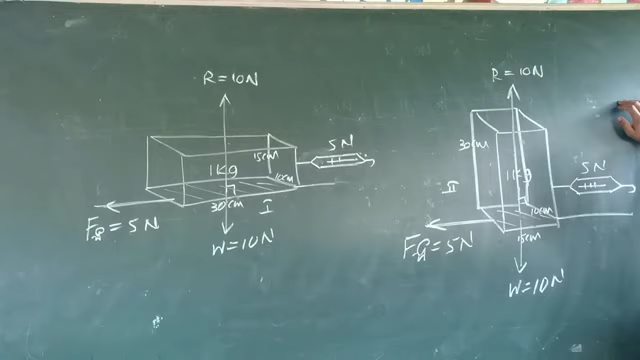 R = 10N
15cm
5N
1kg
10cm
30cm
I
5N
W = 10N
R = 10N
30cm
5N
1kg
II
10cm
15cm
5N
W = 10N